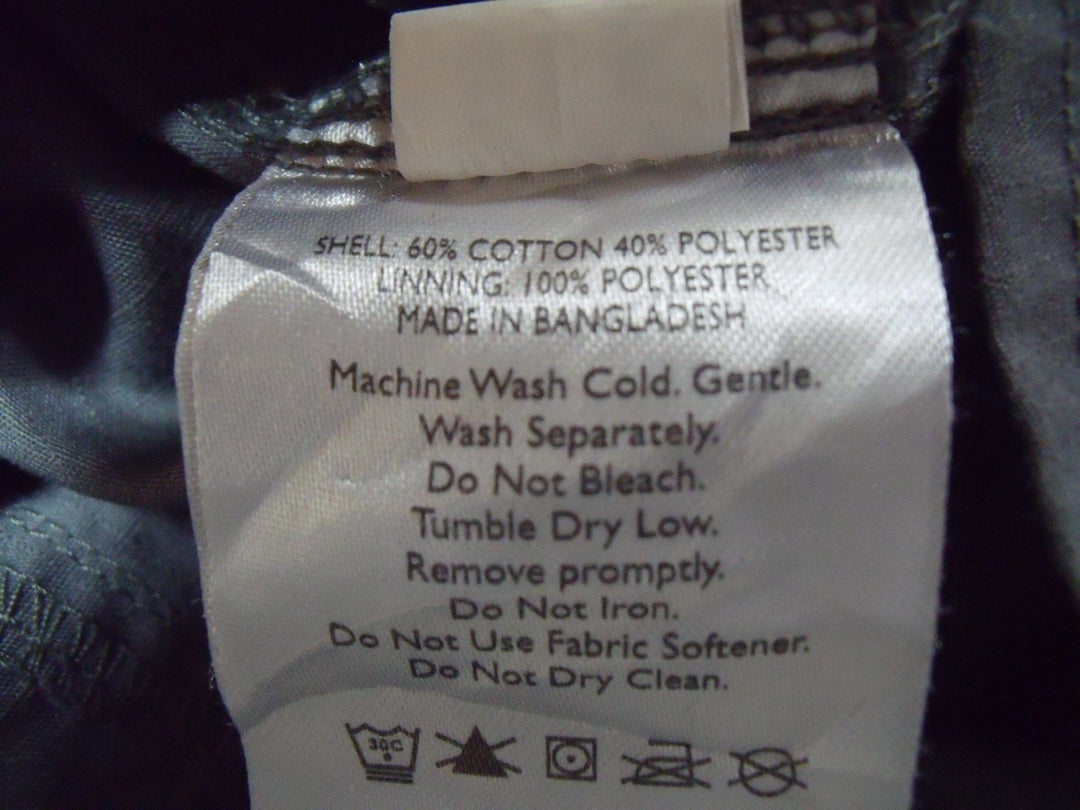 SHELL: 60% COTTON 40% POLYESTER
LINNING: 100% POLYESTER
MADE IN BANGLADESH
Machine Wash Cold. Gentle.
Wash Separately.
Do Not Bleach.
Tumble Dry Low.
Remove promptly.
Do Not Iron.
Do Not Use Fabric Softener.
Do Not Dry Clean.
30C